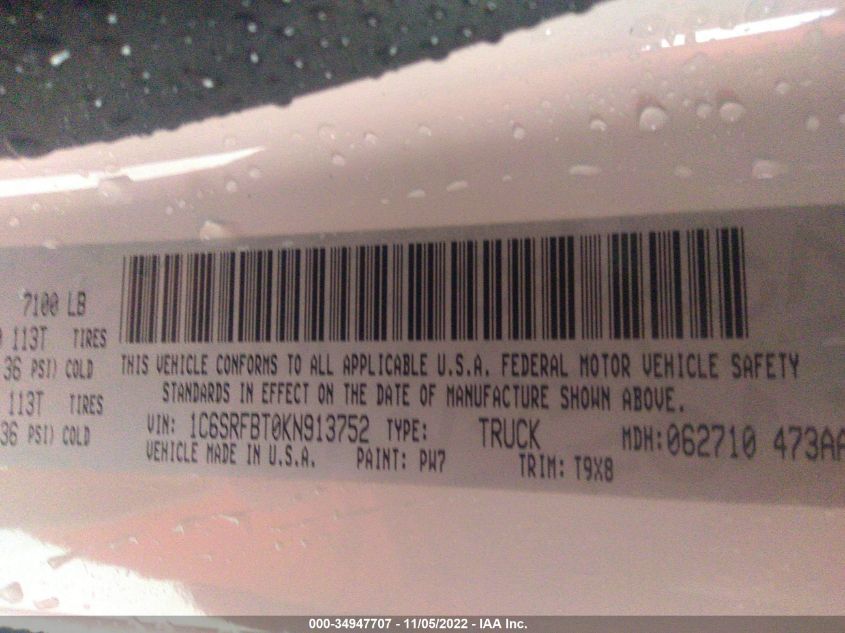 7100 LB
113T TIRES
36 PSI) COLD
113T TIRES
36 PSI) COLD
THIS VEHICLE CONFORMS TO ALL APPLICABLE U.S.A. FEDERAL MOTOR VEHICLE SAFETY
STANDARDS IN EFFECT ON THE DATE OF MANUFACTURE SHOWN ABOVE.
VIN: 1C6SRFBT0KN913752 TYPE: TRUCK MDH: 062710 473AA
VEHICLE MADE IN U.S.A. PAINT: PW7 TRIM: T9X8
000-34947707 - 11/05/2022 - IAA Inc.